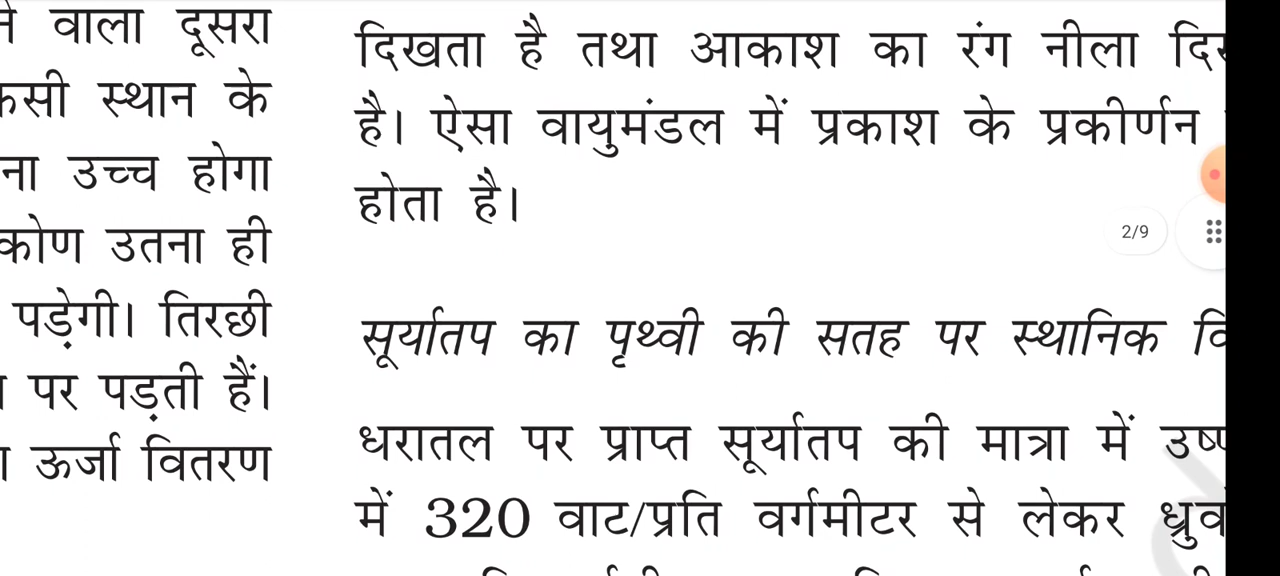 वाला दूसरा
स्थान के
उच्च होगा
उतना ही
पड़ेगी। तिरछी
पर पड़ती हैं।
ऊर्जा वितरण
दिखता है तथा आकाश का रंग नीला
है। ऐसा वायुमंडल में प्रकाश के प्रकीर्णन
होता है।
2/9
सूर्यातप का पृथ्वी की सतह पर स्थानिक
धरातल पर प्राप्त सूर्यातप की मात्रा में
में 320 वाट/प्रति वर्गमीटर से लेकर